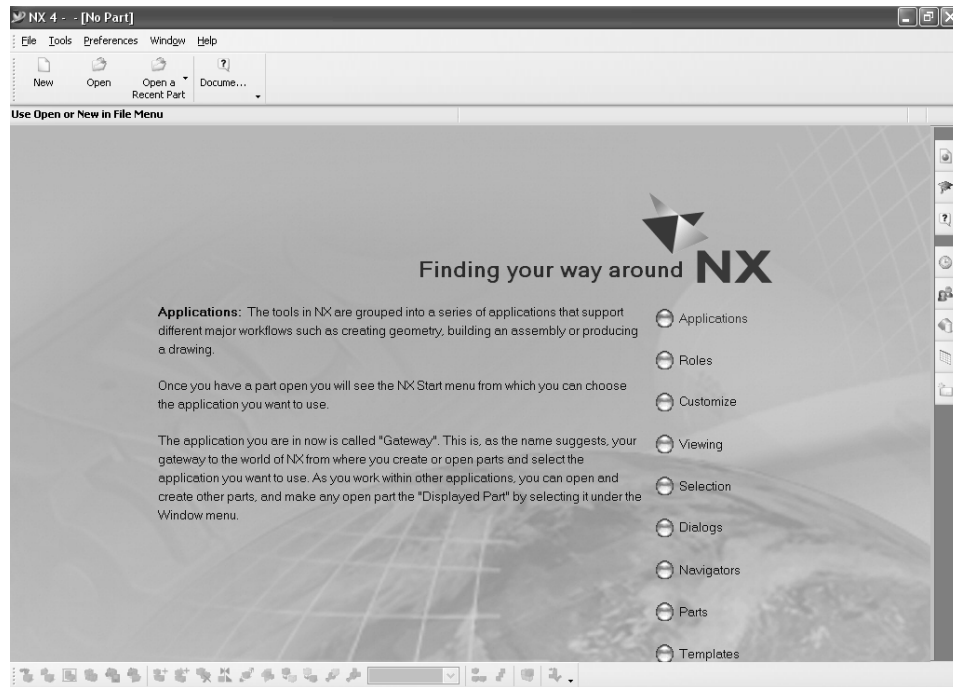 NX 4 - - [No Part]
File Tools Preferences Window Help
New Open Open a Recent Part Docume...
Use Open or New in File Menu
Finding your way around NX
Applications: The tools in NX are grouped into a series of applications that support
different major workflows such as creating geometry, building an assembly or producing
a drawing.
Once you have a part open you will see the NX Start menu from which you can choose
the application you want to use.
The application you are in now is called "Gateway". This is, as the name suggests, your
gateway to the world of NX from where you create or open parts and select the
application you want to use. As you work within other applications, you can open and
create other parts, and make any open part the "Displayed Part" by selecting it under the
Window menu.
Applications
Roles
Customize
Viewing
Selection
Dialogs
Navigators
Parts
Templates